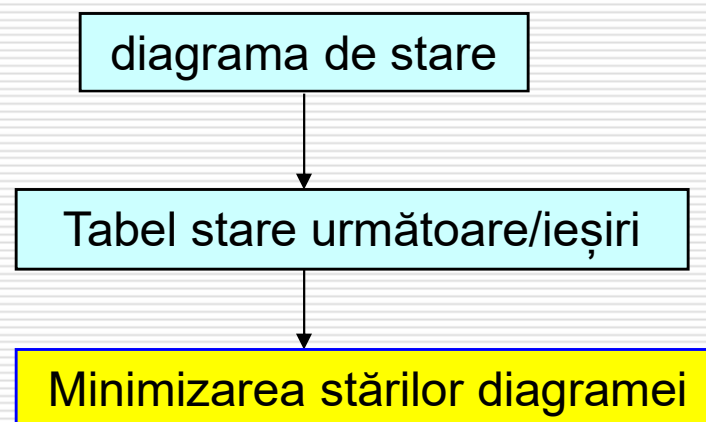 diagrama de stare
Tabel stare următoare/ieșiri
Minimizarea stărilor diagramei